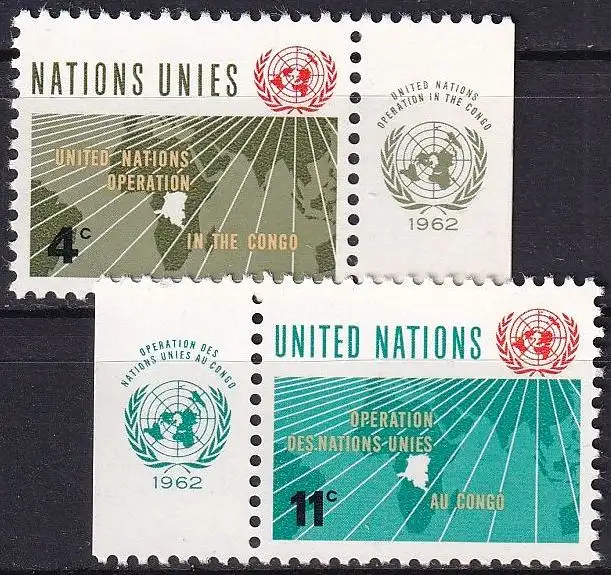 NATIONS UNIES
UNITED NATIONS
OPERATION
IN THE CONGO
4c
UNITED NATIONS
OPERATION IN THE CONGO
1962
OPERATION DES
NATIONS UNIES AU CONGO
1962
UNITED NATIONS
OPERATION
DES NATIONS UNIES
AU CONGO
11c